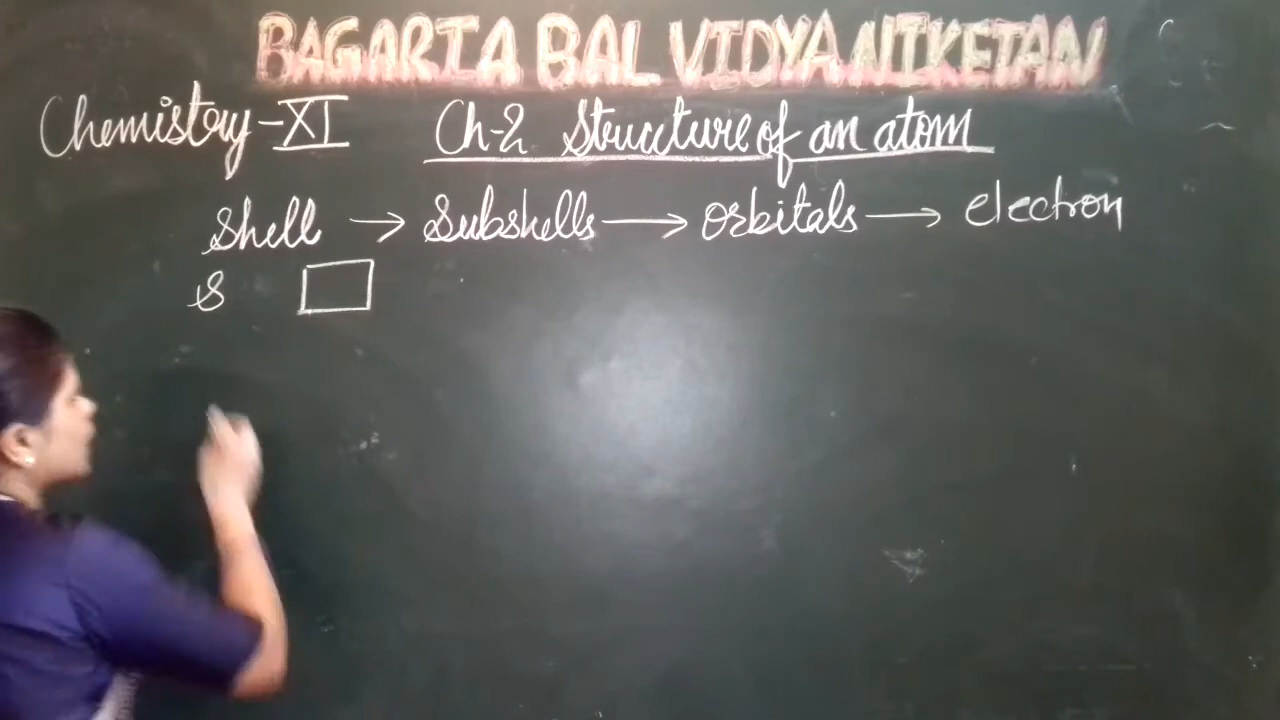 BAGARIA BAL VIDYA NIKETAN
Chemistry-XI Ch-2 Structure of an atom
Shell → Subshells → orbitals → electron
S